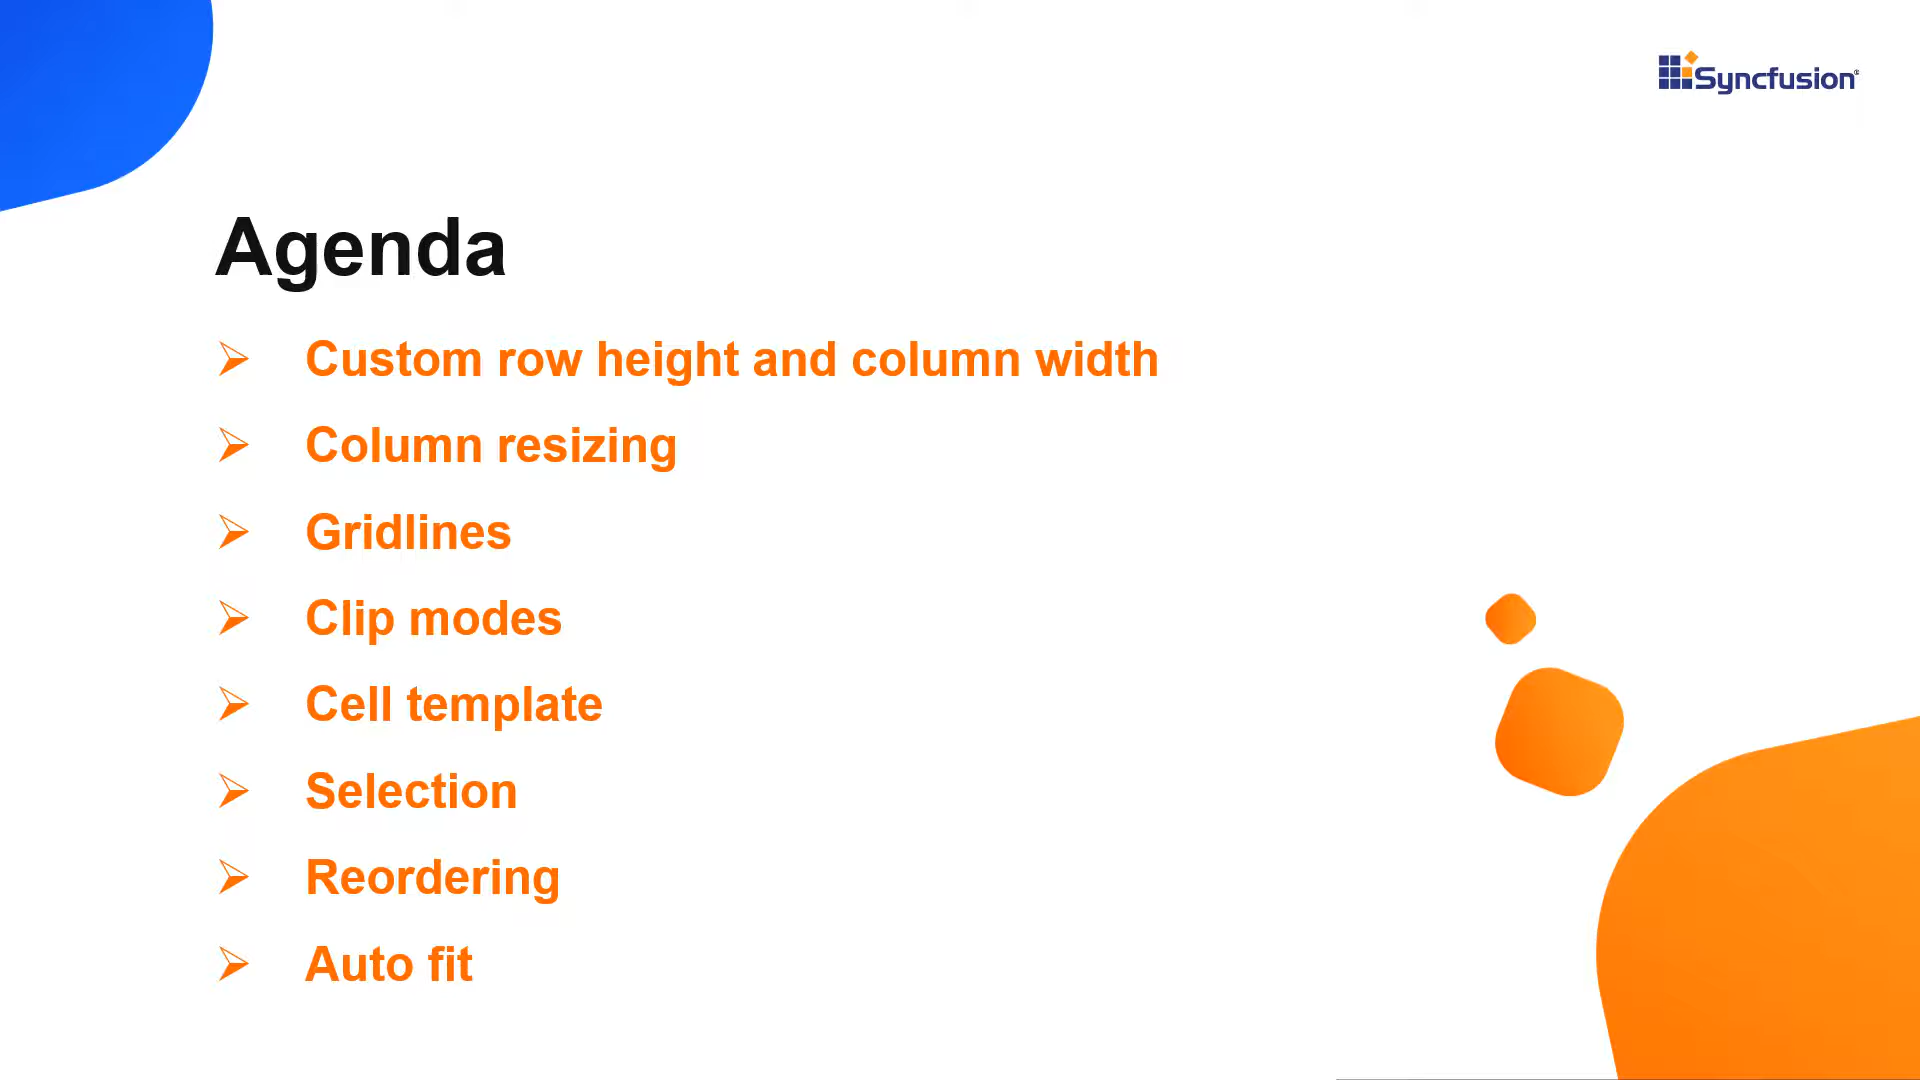 Syncfusion®
Agenda
➢ Custom row height and column width
➢ Column resizing
➢ Gridlines
➢ Clip modes
➢ Cell template
➢ Selection
➢ Reordering
➢ Auto fit